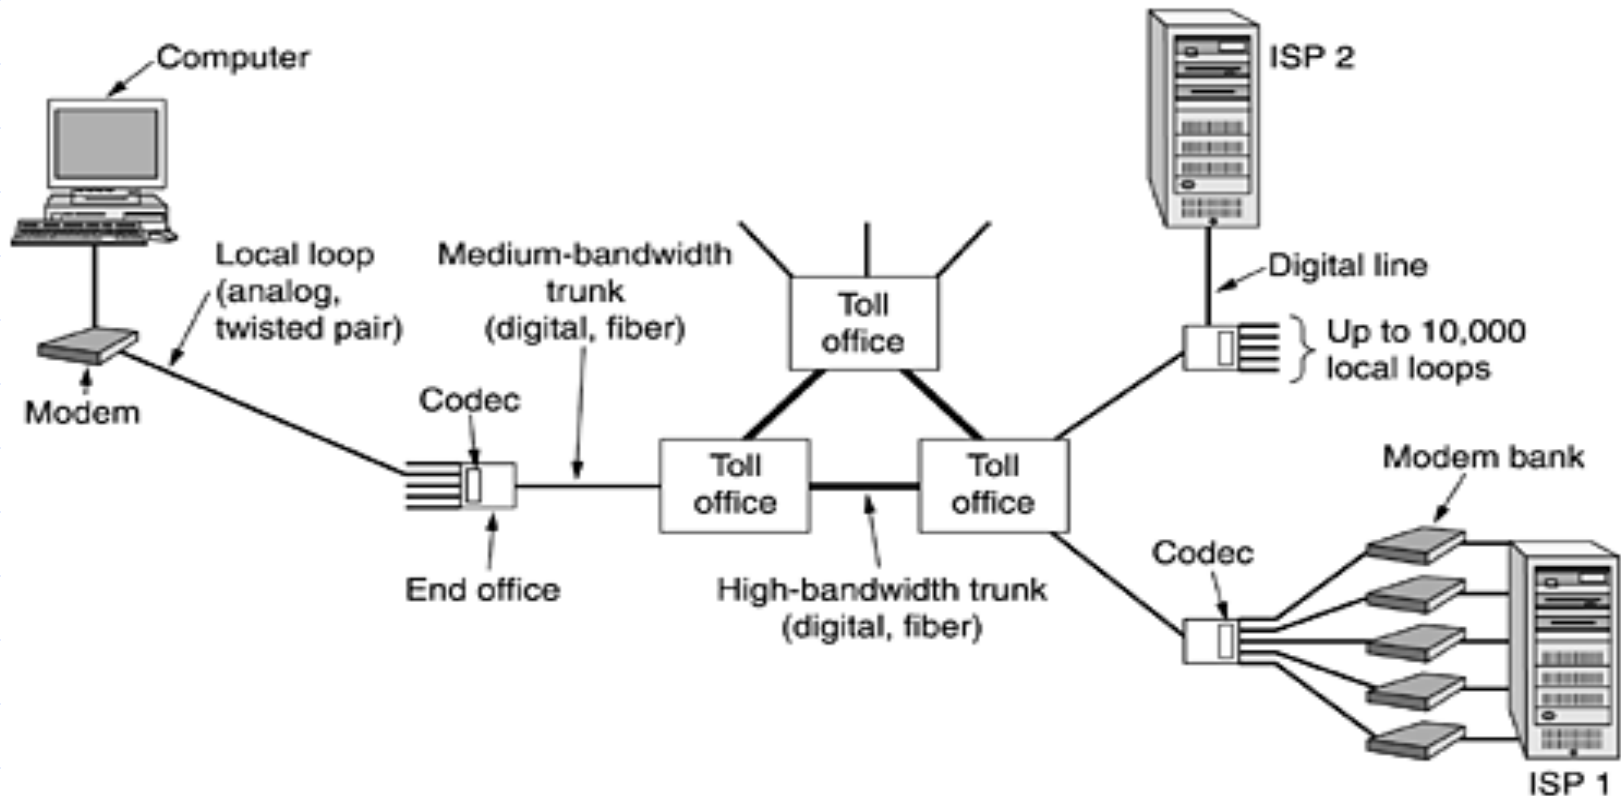 Computer
ISP 2
Local loop
(analog,
twisted pair)
Medium-bandwidth
trunk
(digital, fiber)
Toll
office
Digital line
Up to 10,000
local loops
Modem
Codec
Toll
office
Toll
office
Modem bank
End office
High-bandwidth trunk
(digital, fiber)
Codec
ISP 1